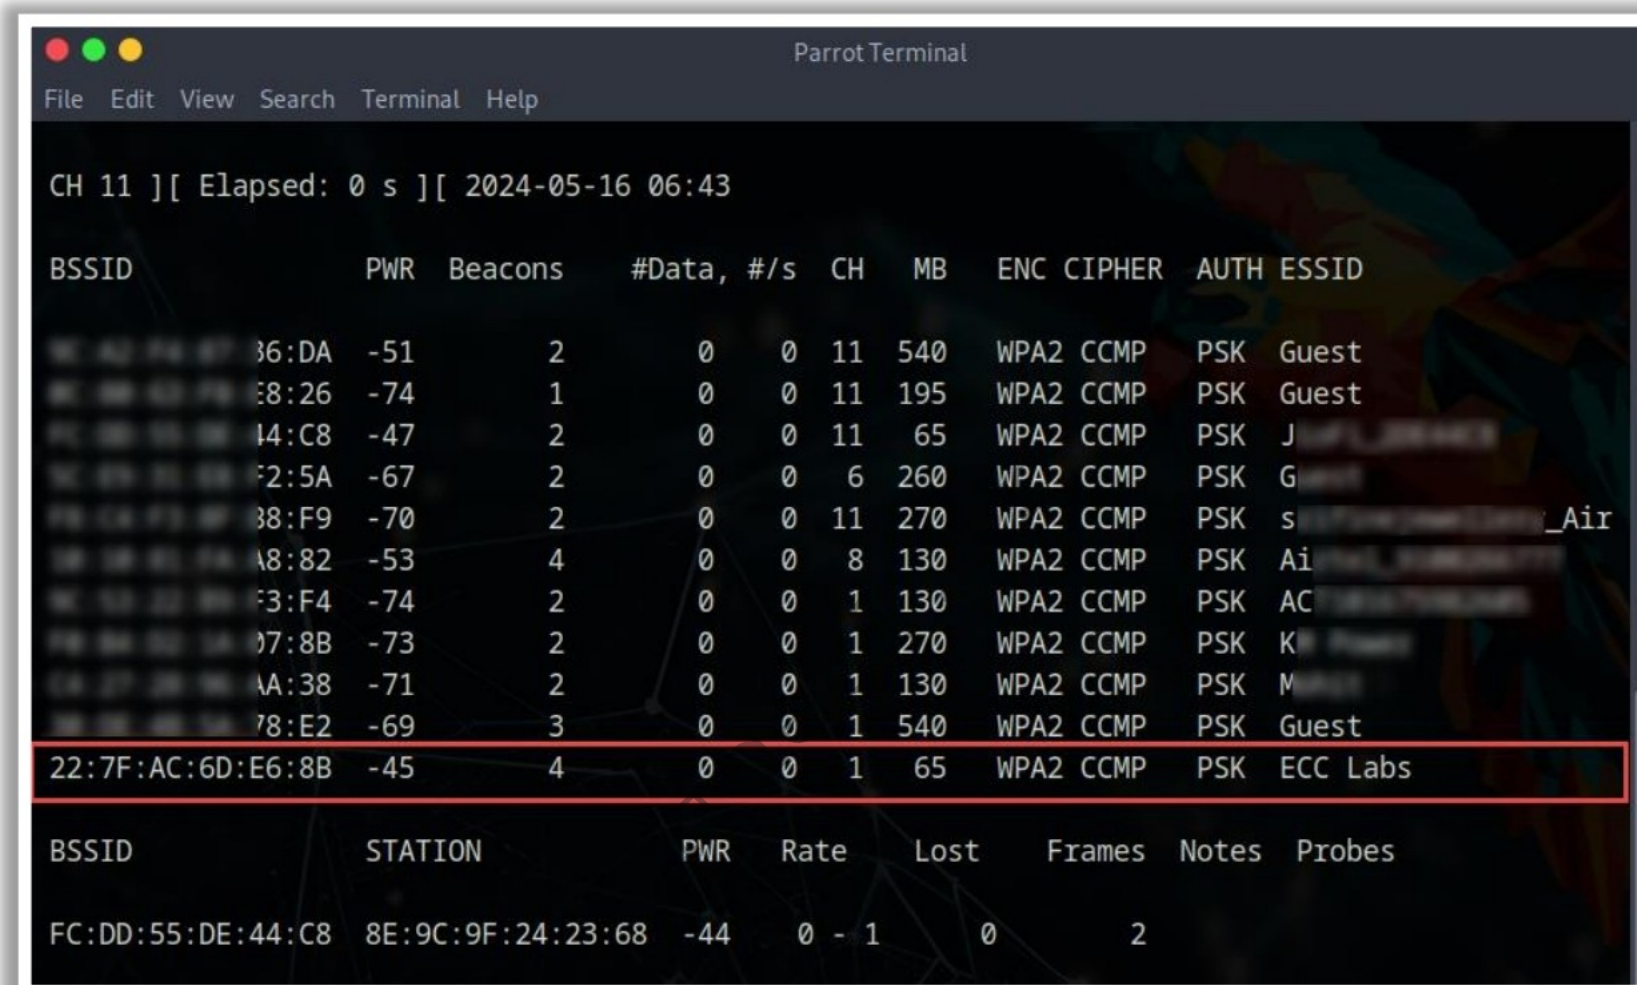 Parrot Terminal
File Edit View Search Terminal Help
CH 11 ][ Elapsed: 0 s ][ 2024-05-16 06:43
BSSID PWR Beacons #Data, #/s CH MB ENC CIPHER AUTH ESSID
36:DA -51 2 0 0 11 540 WPA2 CCMP PSK Guest
E8:26 -74 1 0 0 11 195 WPA2 CCMP PSK Guest
44:C8 -47 2 0 0 11 65 WPA2 CCMP PSK J
F2:5A -67 2 0 0 6 260 WPA2 CCMP PSK G
38:F9 -70 2 0 0 11 270 WPA2 CCMP PSK s _Air
A8:82 -53 4 0 0 8 130 WPA2 CCMP PSK Ai
F3:F4 -74 2 0 0 1 130 WPA2 CCMP PSK AC
07:8B -73 2 0 0 1 270 WPA2 CCMP PSK K
AA:38 -71 2 0 0 1 130 WPA2 CCMP PSK M
78:E2 -69 3 0 0 1 540 WPA2 CCMP PSK Guest
22:7F:AC:6D:E6:8B -45 4 0 0 1 65 WPA2 CCMP PSK ECC Labs
BSSID STATION PWR Rate Lost Frames Notes Probes
FC:DD:55:DE:44:C8 8E:9C:9F:24:23:68 -44 0 - 1 0 2